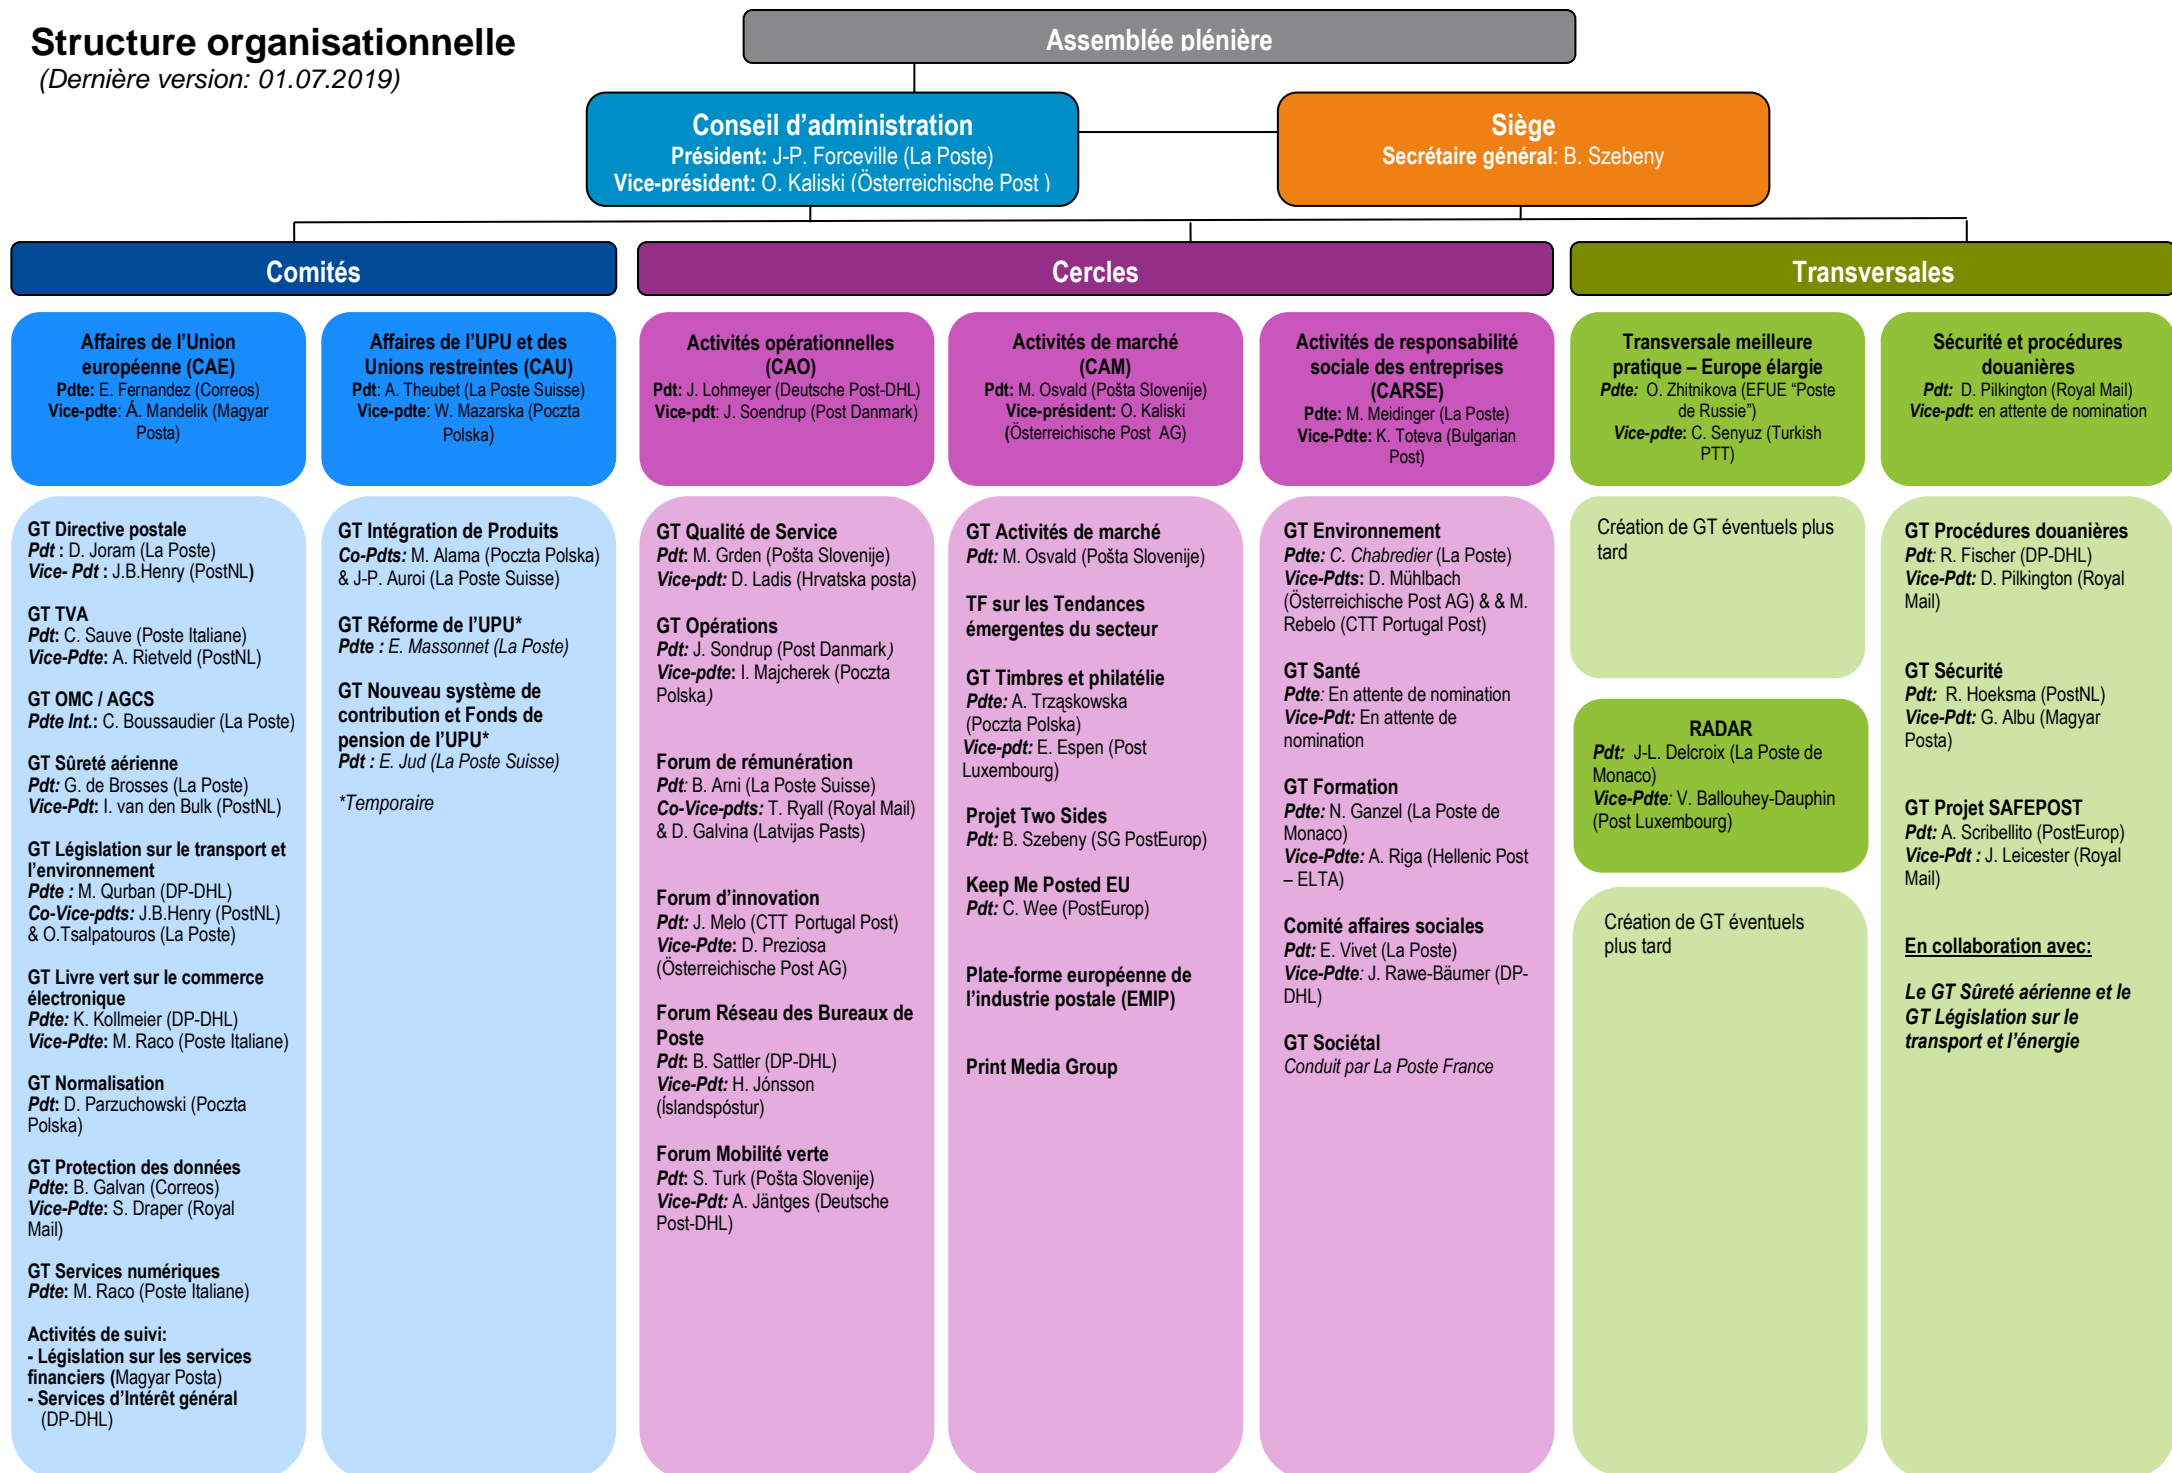 Structure organisationnelle
(Dernière version: 01.07.2019)
Assemblée plénière
Conseil d'administration
Président: J-P. Forceville (La Poste)
Vice-président: O. Kaliski (Österreichische Post )
Siège
Secrétaire général: B. Szebeny
Comités
Cercles
Transversales
Affaires de l'Union
européenne (CAE)
Pdte: E. Fernandez (Correos)
Vice-pdte: Á. Mandelik (Magyar
Posta)
Affaires de l'UPU et des
Unions restreintes (CAU)
Pdt: A. Theubet (La Poste Suisse)
Vice-pdte: W. Mazarska (Poczta
Polska)
Activités opérationnelles
(CAO)
Pdt: J. Lohmeyer (Deutsche Post-DHL)
Vice-pdt: J. Soendrup (Post Danmark)
Activités de marché
(CAM)
Pdt: M. Osvald (Pošta Slovenije)
Vice-président: O. Kaliski
(Österreichische Post  AG)
Activités de responsabilité
sociale des entreprises
(CARSE)
Pdte: M. Meidinger (La Poste)
Vice-Pdte: K. Toteva (Bulgarian
Post)
Transversale meilleure
pratique – Europe élargie
Pdte:  O. Zhitnikova (EFUE “Poste
de Russie”)
Vice-pdte: C. Senyuz (Turkish
PTT)
Sécurité et procédures
douanières
Pdt:  D. Pilkington (Royal Mail)
Vice-pdt: en attente de nomination
GT Directive postale
Pdt : D. Joram (La Poste)
Vice- Pdt : J.B.Henry (PostNL)
GT TVA
Pdt: C. Sauve (Poste Italiane)
Vice-Pdte: A. Rietveld (PostNL)
GT OMC / AGCS
Pdte Int.: C. Boussaudier (La Poste)
GT Sûreté aérienne
Pdt: G. de Brosses (La Poste)
Vice-Pdt: I. van den Bulk (PostNL)
GT Législation sur le transport et
l'environnement
Pdte : M. Qurban (DP-DHL)
Co-Vice-pdts: J.B.Henry (PostNL)
& O.Tsalpatouros (La Poste)
GT Livre vert sur le commerce
électronique
Pdte: K. Kollmeier (DP-DHL)
Vice-Pdte: M. Raco (Poste Italiane)
GT Normalisation
Pdt: D. Parzuchowski (Poczta
Polska)
GT Protection des données
Pdte: B. Galvan (Correos)
Vice-Pdte: S. Draper (Royal
Mail)
GT Services numériques
Pdte: M. Raco (Poste Italiane)
Activités de suivi:
- Législation sur les services
financiers (Magyar Posta)
- Services d'Intérêt général
(DP-DHL)
GT Intégration de Produits
Co-Pdts: M. Alama (Poczta Polska)
& J-P. Auroi (La Poste Suisse)
GT Réforme de l'UPU*
Pdte : E. Massonnet (La Poste)
GT Nouveau système de
contribution et Fonds de
pension de l'UPU*
Pdt : E. Jud (La Poste Suisse)
*Temporaire
GT Qualité de Service
Pdt: M. Grden (Pošta Slovenije)
Vice-pdt: D. Ladis (Hrvatska posta)
GT Opérations
Pdt: J. Sondrup (Post Danmark)
Vice-pdte: I. Majcherek (Poczta
Polska)
Forum de rémunération
Pdt: B. Arni (La Poste Suisse)
Co-Vice-pdts: T. Ryall (Royal Mail)
& D. Galvina (Latvijas Pasts)
Forum d'innovation
Pdt: J. Melo (CTT Portugal Post)
Vice-Pdte: D. Preziosa
(Österreichische Post AG)
Forum Réseau des Bureaux de
Poste
Pdt: B. Sattler (DP-DHL)
Vice-Pdt: H. Jónsson
(Íslandspóstur)
Forum Mobilité verte
Pdt: S. Turk (Pošta Slovenije)
Vice-Pdt: A. Jäntges (Deutsche
Post-DHL)
GT Activités de marché
Pdt: M. Osvald (Pošta Slovenije)
TF sur les Tendances
émergentes du secteur
GT Timbres et philatélie
Pdte: A. Trząskowska
(Poczta Polska)
Vice-pdt: E. Espen (Post
Luxembourg)
Projet Two Sides
Pdt: B. Szebeny (SG PostEurop)
Keep Me Posted EU
Pdt: C. Wee (PostEurop)
Plate-forme européenne de
l'industrie postale (EMIP)
Print Media Group
GT Environnement
Pdte: C. Chabredier (La Poste)
Vice-Pdts: D. Mühlbach
(Österreichische Post AG) & & M.
Rebelo (CTT Portugal Post)
GT Santé
Pdte: En attente de nomination
Vice-Pdt: En attente de
nomination
GT Formation
Pdte: N. Ganzel (La Poste de
Monaco)
Vice-Pdte: A. Riga (Hellenic Post
– ELTA)
Comité affaires sociales
Pdt: E. Vivet (La Poste)
Vice-Pdte: J. Rawe-Bäumer (DP-
DHL)
GT Sociétal
Conduit par La Poste France
Création de GT éventuels plus
tard
RADAR
Pdt:  J-L. Delcroix (La Poste de
Monaco)
Vice-Pdte: V. Ballouhey-Dauphin
(Post Luxembourg)
Création de GT éventuels
plus tard
GT Procédures douanières
Pdt: R. Fischer (DP-DHL)
Vice-Pdt: D. Pilkington (Royal
Mail)
GT Sécurité
Pdt:  R. Hoeksma (PostNL)
Vice-Pdt: G. Albu (Magyar
Posta)
GT Projet SAFEPOST
Pdt: A. Scribellito (PostEurop)
Vice-Pdt : J. Leicester (Royal
Mail)
En collaboration avec:
Le GT Sûreté aérienne et le
GT Législation sur le
transport et l'énergie